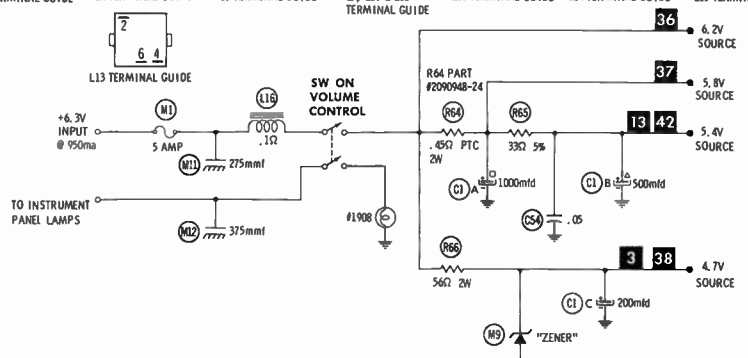 TERMINAL GUIDE
36
6.2V
SOURCE
2
6 4
L13 TERMINAL GUIDE
37
5.8V
SOURCE
R64 PART
#2090948-24
SW ON
VOLUME
CONTROL
M1
L16
R64
R65
13 42
5.4V
SOURCE
+6.3V
INPUT
@ 950ma
5 AMP
.1Ω
.45Ω PTC
2W
33Ω 5%
M11
275mmf
C1 A
1000mfd
C1 B
500mfd
C54
.05
TO INSTRUMENT
PANEL LAMPS
M12
375mmf
#1908
R66
56Ω 2W
3 38
4.7V
SOURCE
C1 C
200mfd
M9
"ZENER"